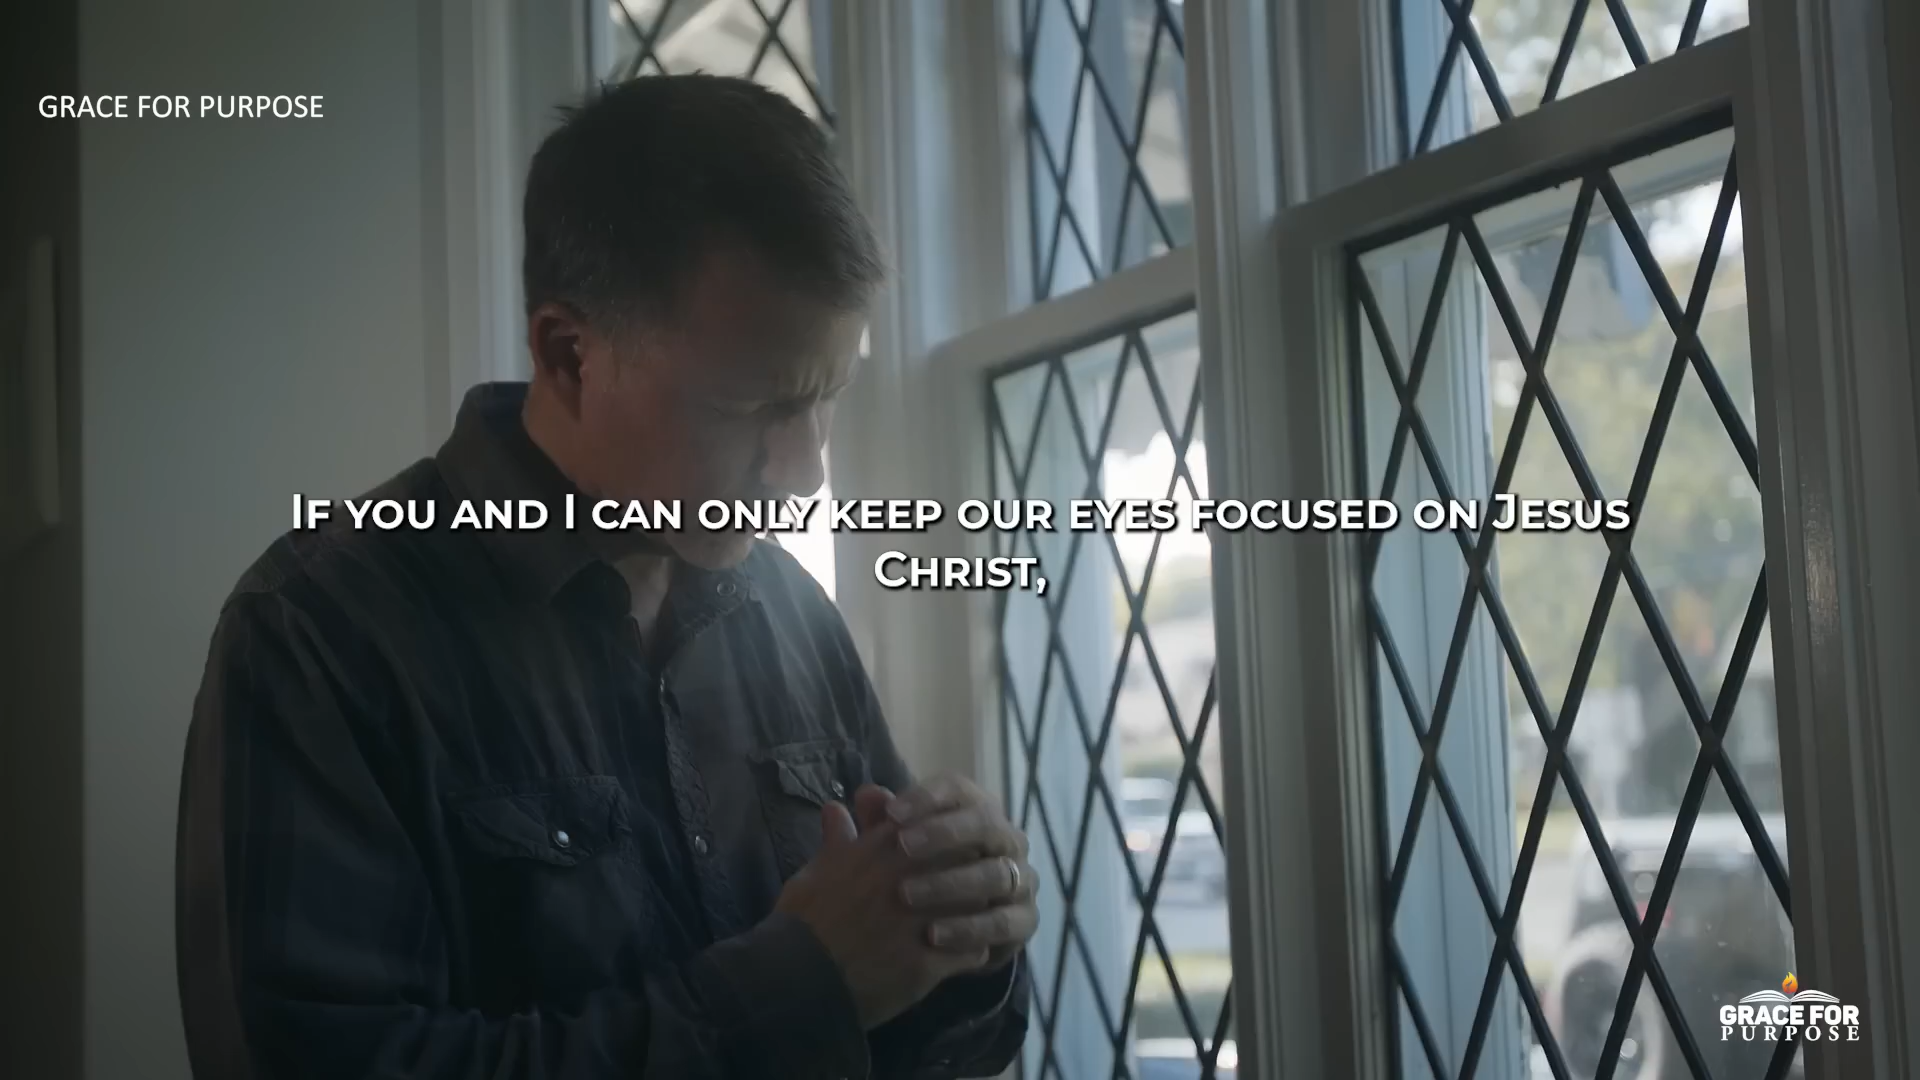 GRACE FOR PURPOSE
If you and I can only keep our eyes focused on Jesus
Christ,
GRACE FOR
PURPOSE